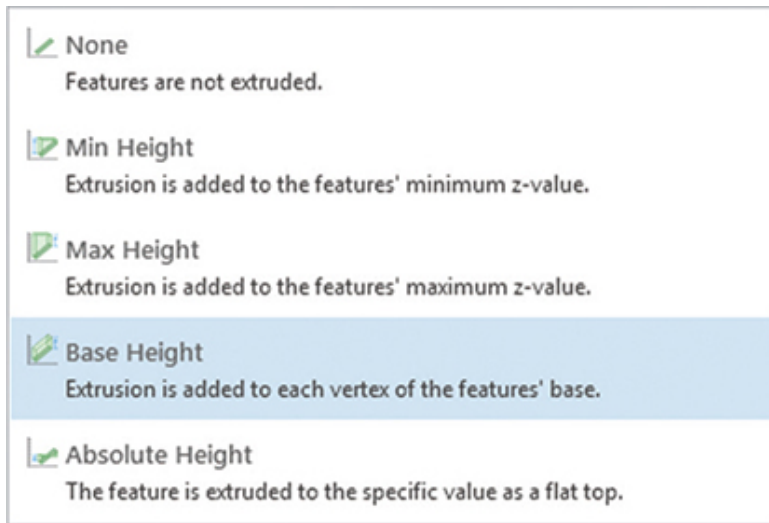 None
Features are not extruded.
Min Height
Extrusion is added to the features' minimum z-value.
Max Height
Extrusion is added to the features' maximum z-value.
Base Height
Extrusion is added to each vertex of the features' base.
Absolute Height
The feature is extruded to the specific value as a flat top.